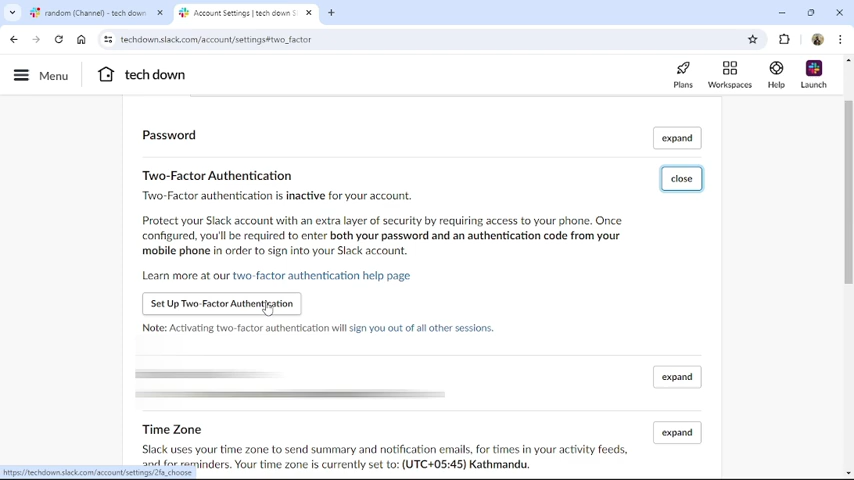 random (Channel) - tech down
Account Settings | tech down S
techdown.slack.com/account/settings#two_factor
Menu
tech down
Plans
Workspaces
Help
Launch
Password
expand
Two-Factor Authentication
close
Two-Factor authentication is inactive for your account.
Protect your Slack account with an extra layer of security by requiring access to your phone. Once
configured, you'll be required to enter both your password and an authentication code from your
mobile phone in order to sign into your Slack account.
Learn more at our two-factor authentication help page
Set Up Two-Factor Authentication
Note: Activating two-factor authentication will sign you out of all other sessions.
expand
Time Zone
expand
Slack uses your time zone to send summary and notification emails, for times in your activity feeds,
and for reminders. Your time zone is currently set to: (UTC+05:45) Kathmandu.
https://techdown.slack.com/account/settings/2fa_choose